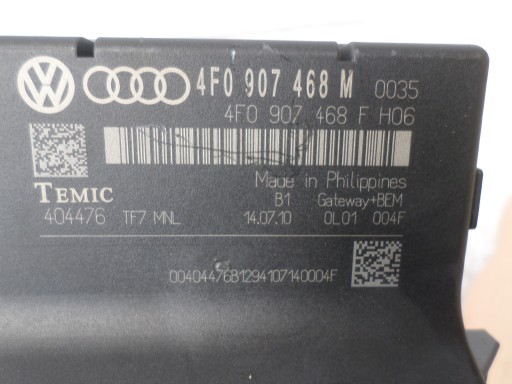 4F0 907 468 M 0035
4F0 907 468 F H06
Made in Philippines
TEMIC B1 Gateway+BEM
404476 TF7 MNL 14.07.10 0L01 004F
00404476B1294107140004F